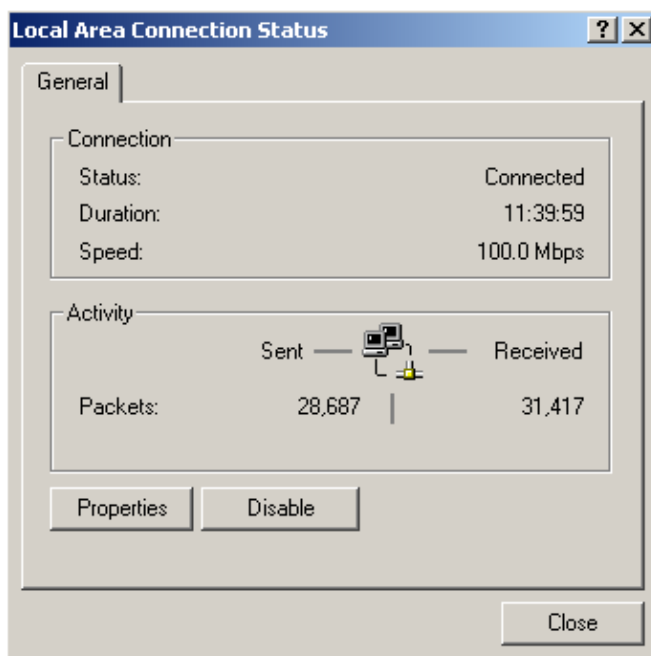 Local Area Connection Status
General
Connection
Status: Connected
Duration: 11:39:59
Speed: 100.0 Mbps
Activity
Sent Received
Packets: 28,687 31,417
Properties Disable
Close